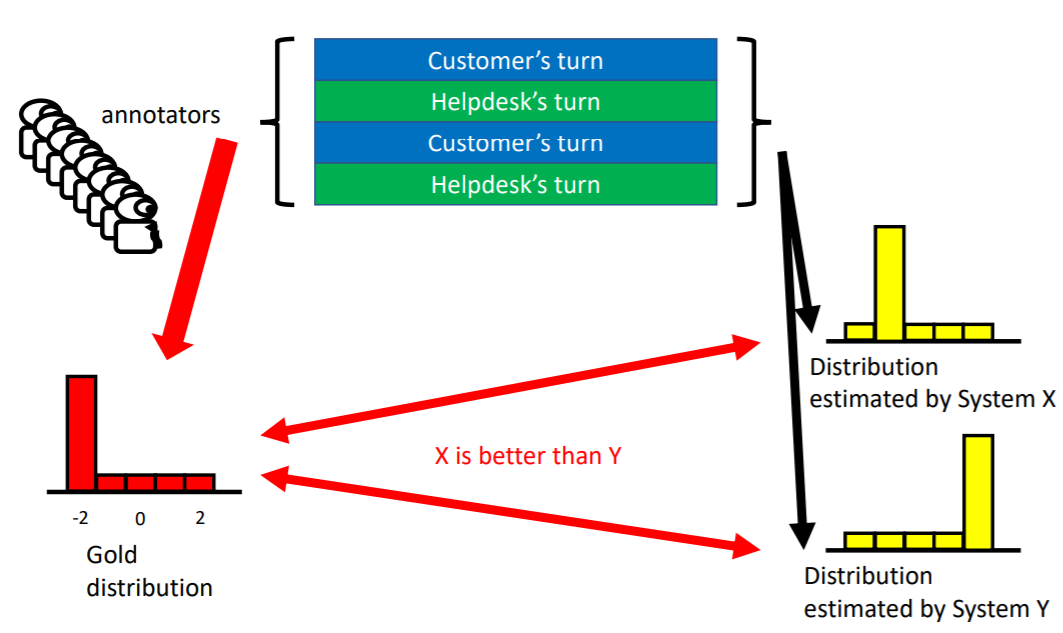 annotators
Customer’s turn
Helpdesk’s turn
Customer’s turn
Helpdesk’s turn
Distribution
estimated by System X
X is better than Y
-2 0 2
Gold
distribution
Distribution
estimated by System Y